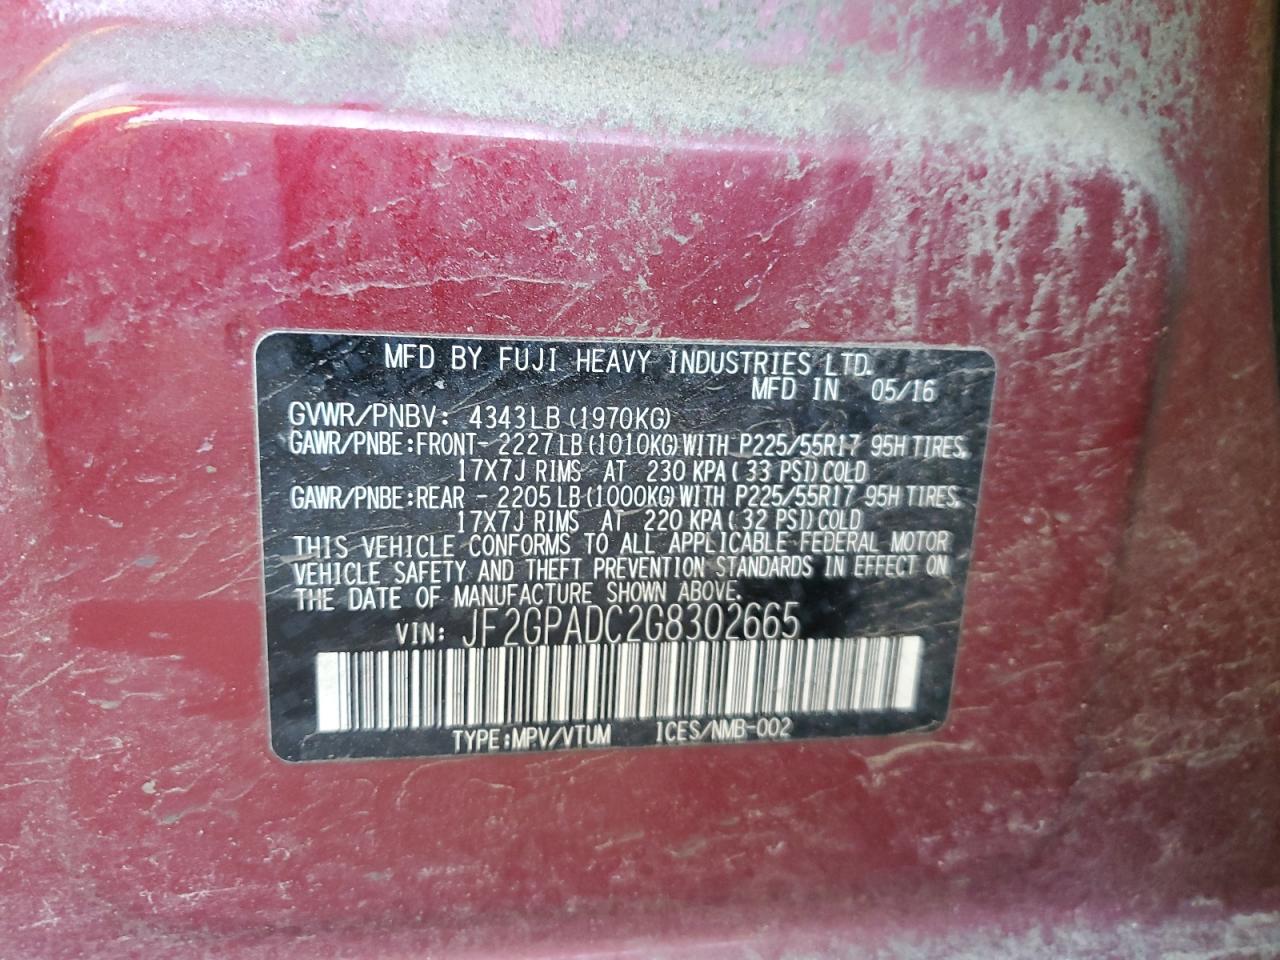 MFD BY FUJI HEAVY INDUSTRIES LTD.
MFD IN 05/16
GVWR/PNBV: 4343LB(1970KG)
GAWR/PNBE:FRONT- 2227LB(1010KG)WITH P225/55R17 95H TIRES,
17X7J RIMS AT 230 KPA(33 PSI)COLD
GAWR/PNBE:REAR - 2205LB(1000KG)WITH P225/55R17 95H TIRES,
17X7J RIMS AT 220 KPA(32 PSI)COLD
THIS VEHICLE CONFORMS TO ALL APPLICABLE FEDERAL MOTOR
VEHICLE SAFETY AND THEFT PREVENTION STANDARDS IN EFFECT ON
THE DATE OF MANUFACTURE SHOWN ABOVE.
VIN: JF2GPADC2G8302665
TYPE:MPV/VTUM ICES/NMB-002